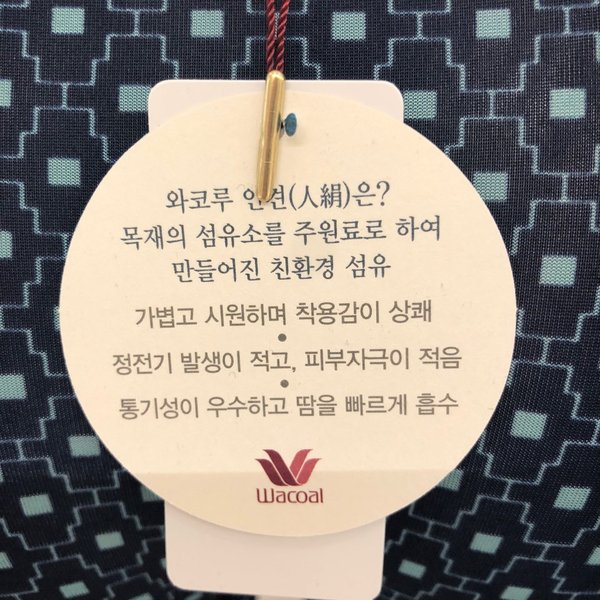 와코루 인견(人絹)은?
목재의 섬유소를 주원료로 하여
만들어진 친환경 섬유
가볍고 시원하며 착용감이 상쾌
•
정전기 발생이 적고, 피부자극이 적음
•
통기성이 우수하고 땀을 빠르게 흡수
Wacoal